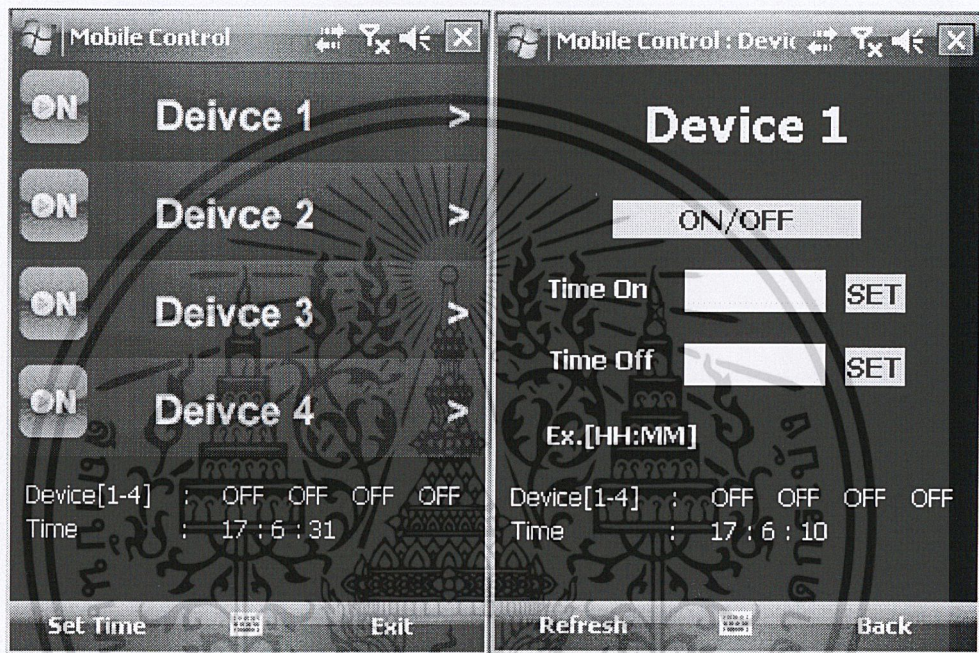 Mobile Control
ON Deivce 1 >
ON Deivce 2 >
ON Deivce 3 >
ON Deivce 4 >
Device[1-4] : OFF OFF OFF OFF
Time : 17 : 6 : 31
Set Time Exit
Mobile Control : Devic
Device 1
ON/OFF
Time On SET
Time Off SET
Ex.[HH:MM]
Device[1-4] : OFF OFF OFF OFF
Time : 17 : 6 : 10
Refresh Back